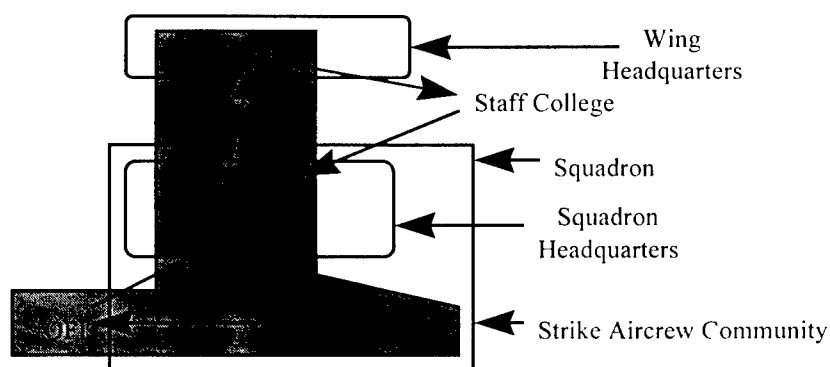 Wing
Headquarters
Staff College
Squadron
Squadron
Headquarters
Strike Aircrew Community